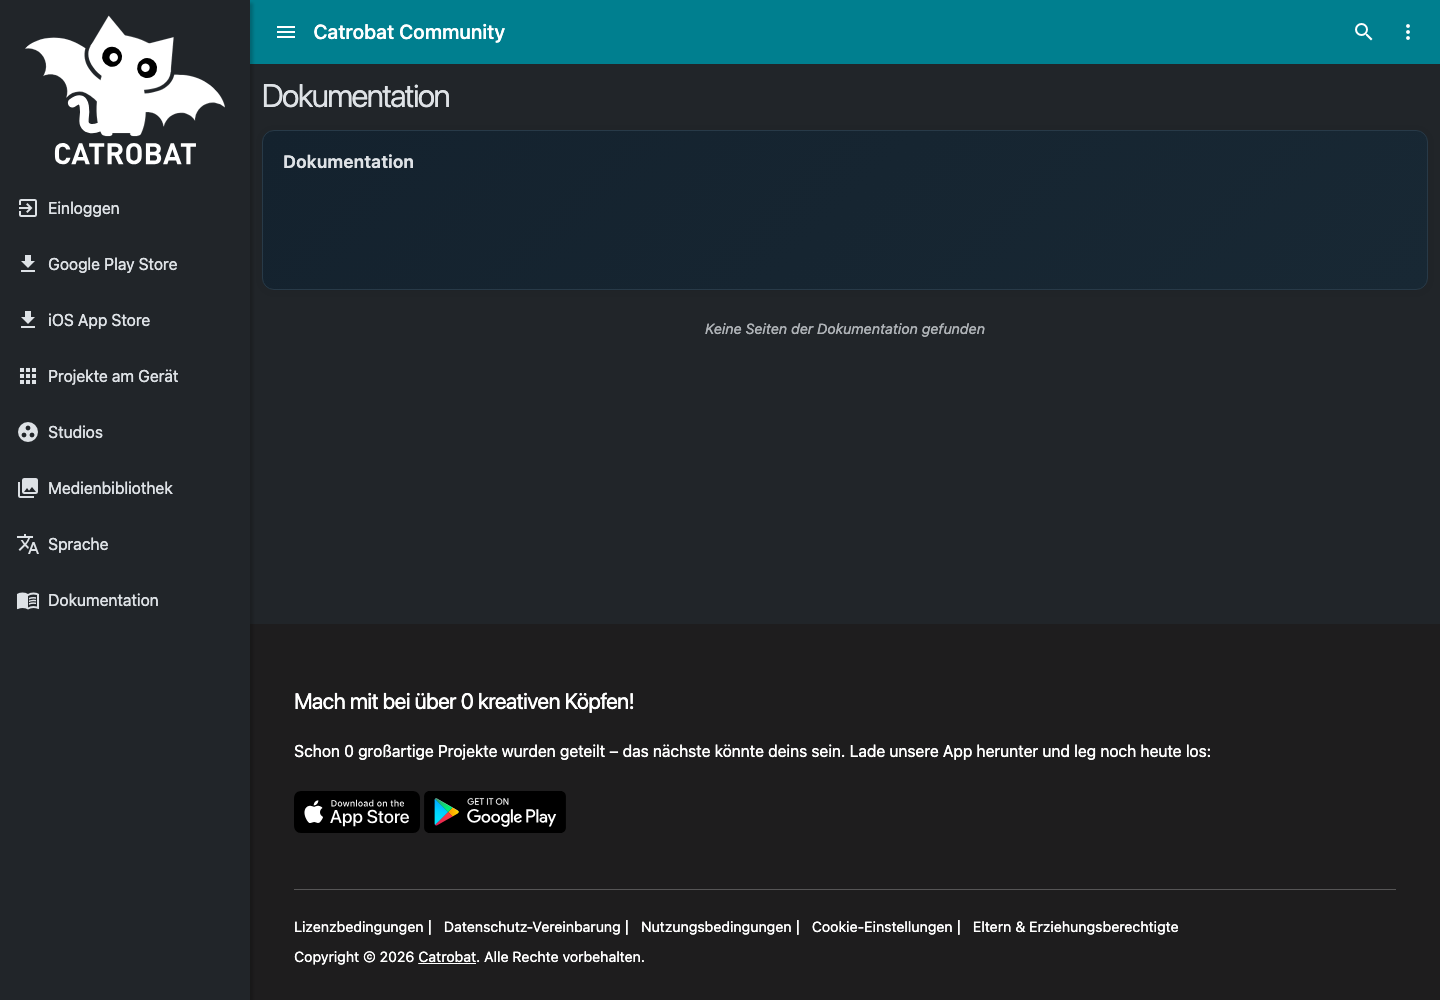 CATROBAT
Einloggen
Google Play Store
iOS App Store
Projekte am Gerät
Studios
Medienbibliothek
Sprache
Dokumentation
Catrobat Community
Dokumentation
Dokumentation
Keine Seiten der Dokumentation gefunden
Mach mit bei über 0 kreativen Köpfen!
Schon 0 großartige Projekte wurden geteilt – das nächste könnte deins sein. Lade unsere App herunter und leg noch heute los:
Download on the
App Store
GET IT ON
Google Play
Lizenzbedingungen | Datenschutz-Vereinbarung | Nutzungsbedingungen | Cookie-Einstellungen | Eltern & Erziehungsberechtigte
Copyright © 2026 Catrobat. Alle Rechte vorbehalten.